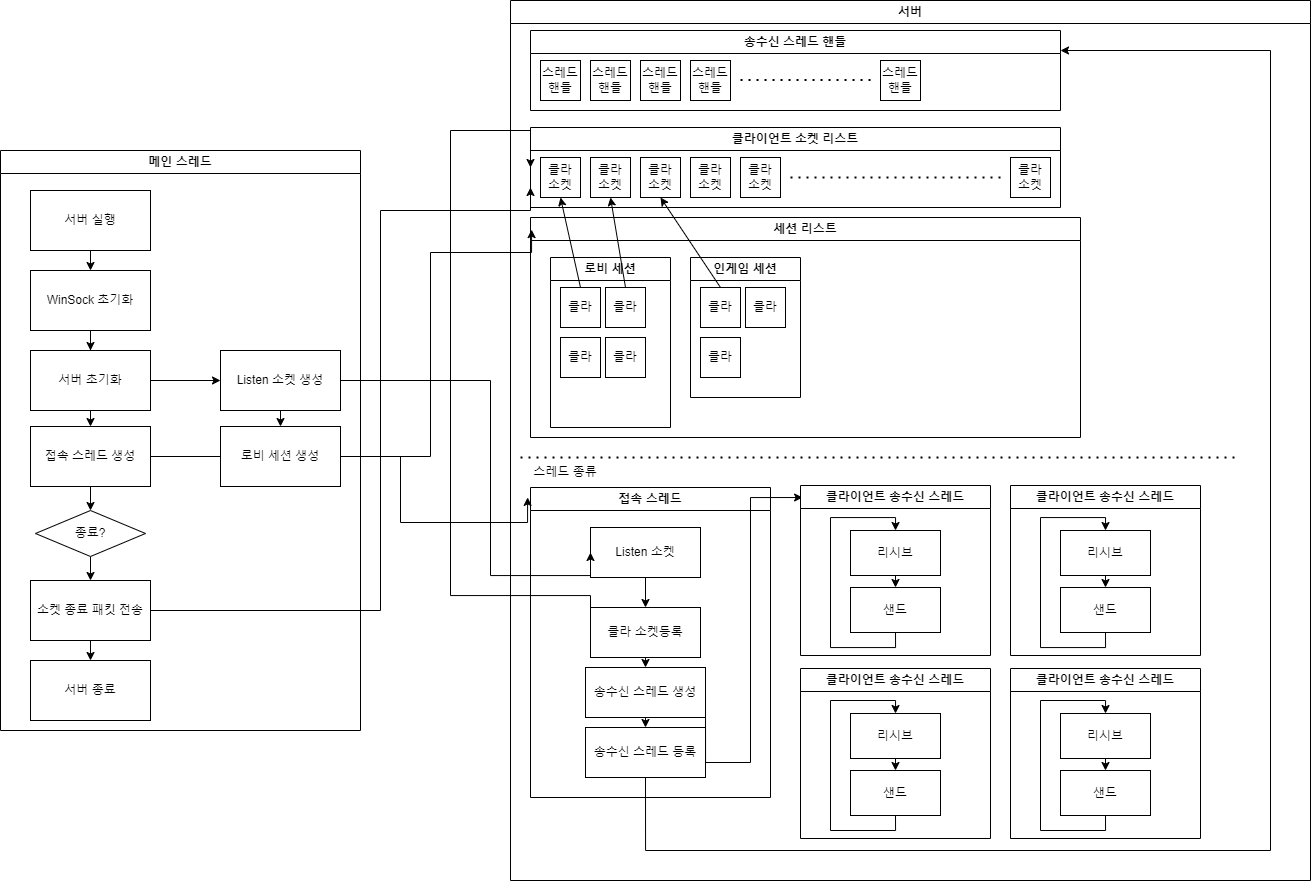 메인 스레드
서버 실행
WinSock 초기화
서버 초기화
Listen 소켓 생성
접속 스레드 생성
로비 세션 생성
종료?
소켓 종료 패킷 전송
서버 종료
서버
송수신 스레드 핸들
스레드
핸들
스레드
핸들
스레드
핸들
스레드
핸들
스레드
핸들
클라이언트 소켓 리스트
클라
소켓
클라
소켓
클라
소켓
클라
소켓
클라
소켓
클라
소켓
세션 리스트
로비 세션
클라
클라
클라
클라
인게임 세션
클라
클라
클라
스레드 종류
접속 스레드
Listen 소켓
클라 소켓등록
송수신 스레드 생성
송수신 스레드 등록
클라이언트 송수신 스레드
리시브
샌드
클라이언트 송수신 스레드
리시브
샌드
클라이언트 송수신 스레드
리시브
샌드
클라이언트 송수신 스레드
리시브
샌드